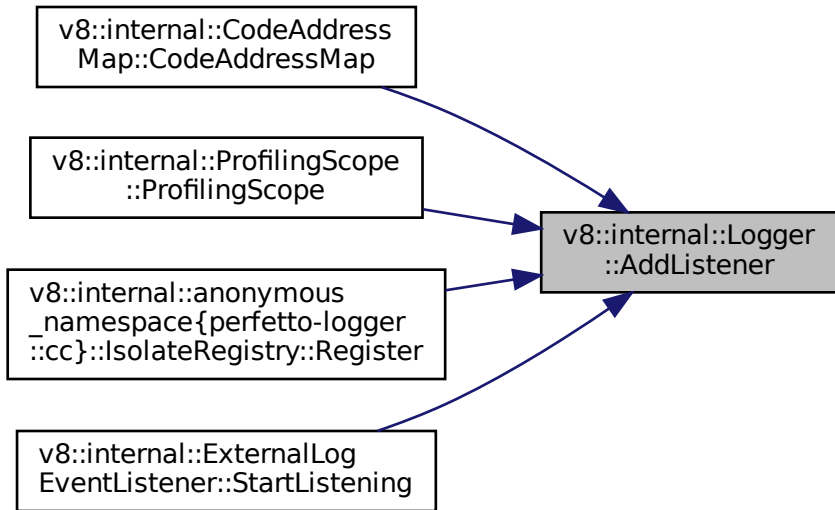 v8::internal::CodeAddress
Map::CodeAddressMap
v8::internal::ProfilingScope
::ProfilingScope
v8::internal::Logger
::AddListener
v8::internal::anonymous
_namespace{perfetto-logger
::cc}::IsolateRegistry::Register
v8::internal::ExternalLog
EventListener::StartListening